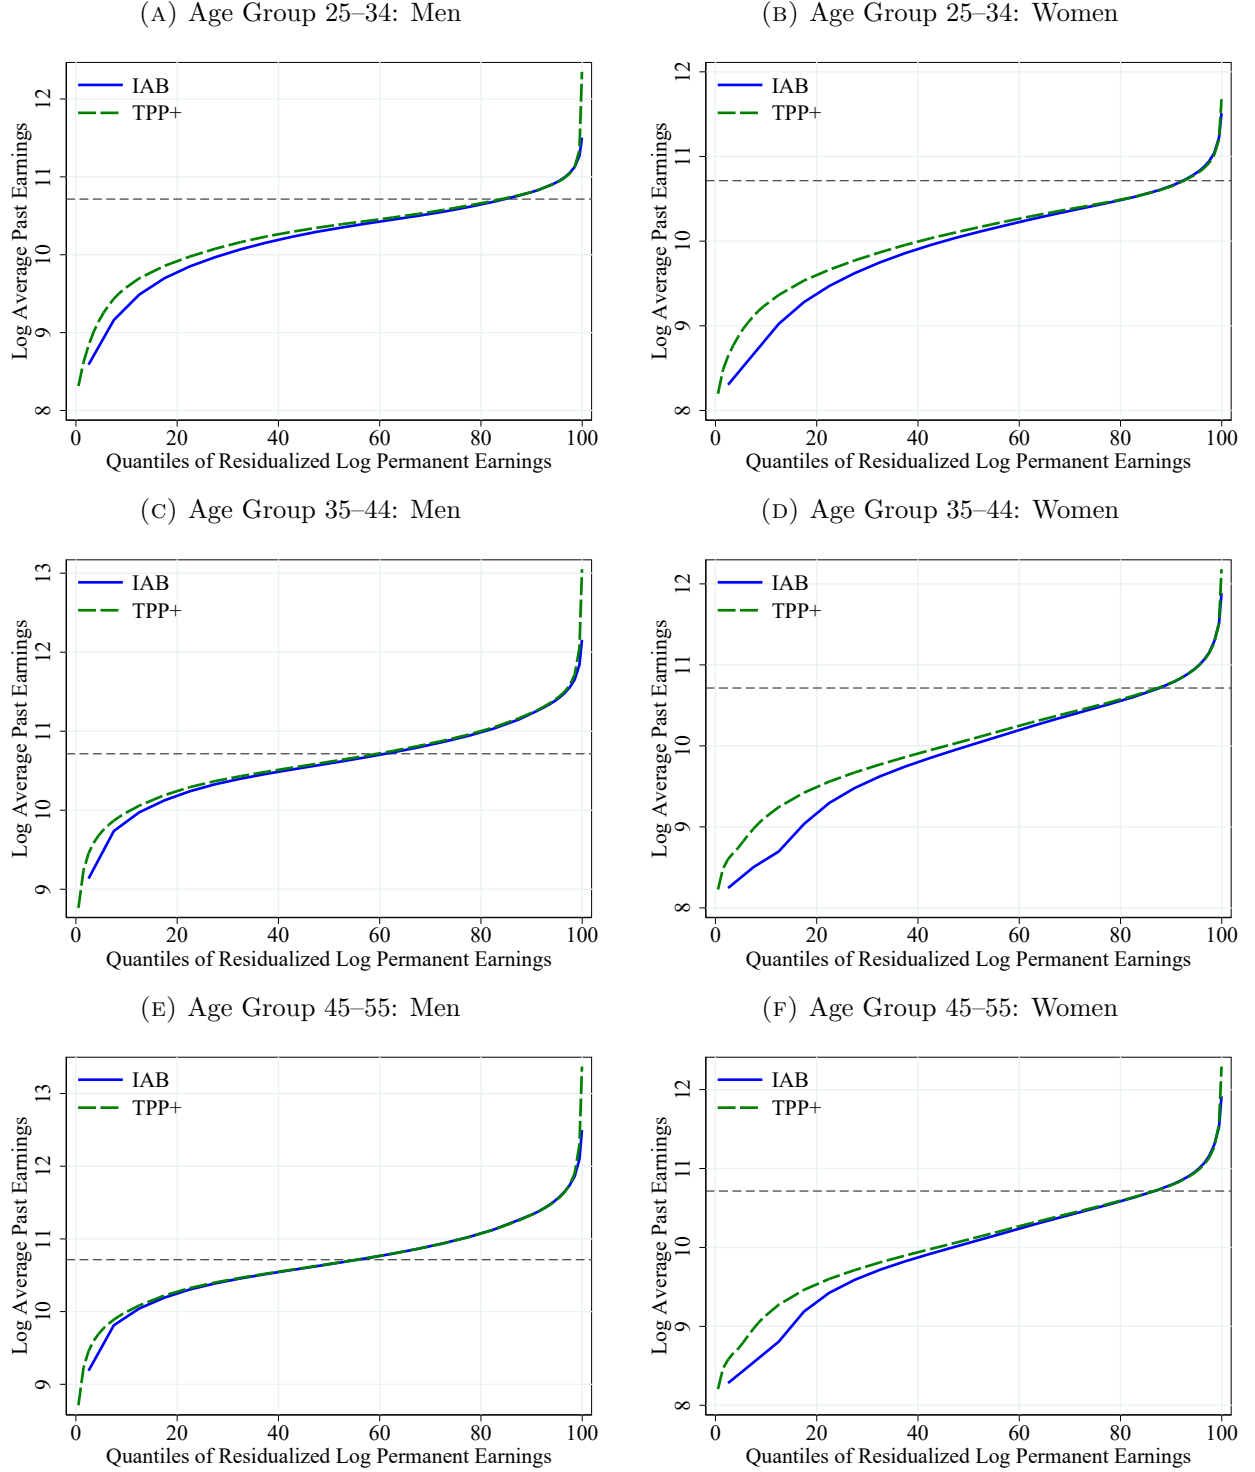 (A) Age Group 25–34: Men
Log Average Past Earnings
12
11
10
9
8
IAB
TPP+
0 20 40 60 80 100
Quantiles of Residualized Log Permanent Earnings
(B) Age Group 25–34: Women
Log Average Past Earnings
12
11
10
9
8
IAB
TPP+
0 20 40 60 80 100
Quantiles of Residualized Log Permanent Earnings
(C) Age Group 35–44: Men
Log Average Past Earnings
13
12
11
10
9
IAB
TPP+
0 20 40 60 80 100
Quantiles of Residualized Log Permanent Earnings
(D) Age Group 35–44: Women
Log Average Past Earnings
12
11
10
9
8
IAB
TPP+
0 20 40 60 80 100
Quantiles of Residualized Log Permanent Earnings
(E) Age Group 45–55: Men
Log Average Past Earnings
13
12
11
10
9
IAB
TPP+
0 20 40 60 80 100
Quantiles of Residualized Log Permanent Earnings
(F) Age Group 45–55: Women
Log Average Past Earnings
12
11
10
9
8
IAB
TPP+
0 20 40 60 80 100
Quantiles of Residualized Log Permanent Earnings